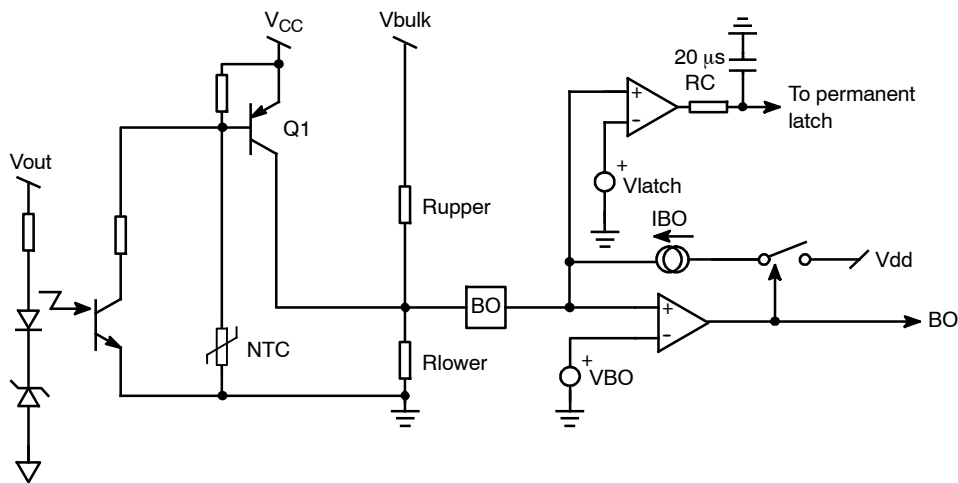 VCC
Vbulk
Q1
Vout
NTC
Rupper
Rlower
BO
20 μs
RC
To permanent
latch
+
-
+
Vlatch
IBO
Vdd
+
-
BO
+
VBO